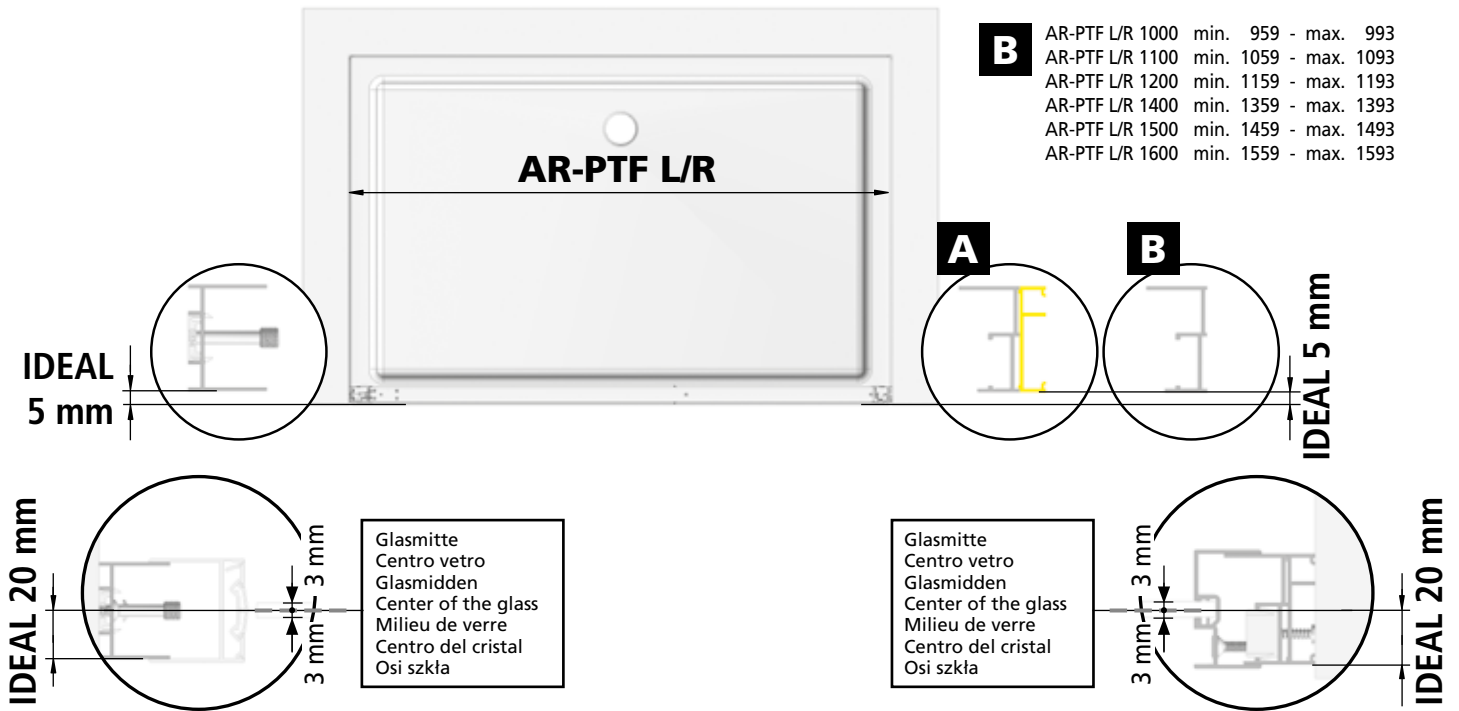 B
AR-PTF L/R 1000 min. 959 - max. 993
AR-PTF L/R 1100 min. 1059 - max. 1093
AR-PTF L/R 1200 min. 1159 - max. 1193
AR-PTF L/R 1400 min. 1359 - max. 1393
AR-PTF L/R 1500 min. 1459 - max. 1493
AR-PTF L/R 1600 min. 1559 - max. 1593
AR-PTF L/R
A
B
IDEAL
5 mm
IDEAL 5 mm
IDEAL 20 mm
3 mm
3 mm
Glasmitte
Centro vetro
Glasmidden
Center of the glass
Milieu de verre
Centro del cristal
Osi szkła
Glasmitte
Centro vetro
Glasmidden
Center of the glass
Milieu de verre
Centro del cristal
Osi szkła
3 mm
3 mm
IDEAL 20 mm